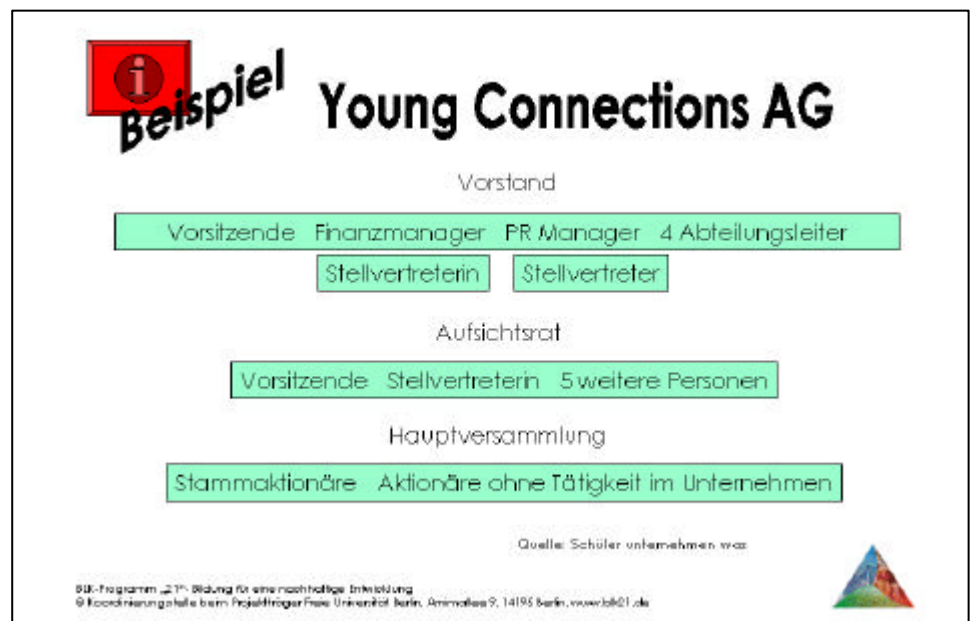 i
Beispiel
Young Connections AG
Vorstand
Vorsitzende Finanzmanager PR Manager 4 Abteilungsleiter
Stellvertreterin Stellvertreter
Aufsichtsrat
Vorsitzende Stellvertreterin 5 weitere Personen
Hauptversammlung
Stammaktionäre Aktionäre ohne Tätigkeit im Unternehmen
Quelle: Schüler unternehmen was
BLK-Programm „21“- Bildung für eine nachhaltige Entwicklung
© Koordinierungsstelle beim Projektträger Freie Universität Berlin, Arnimallee 9, 14195 Berlin, www.blk21.de